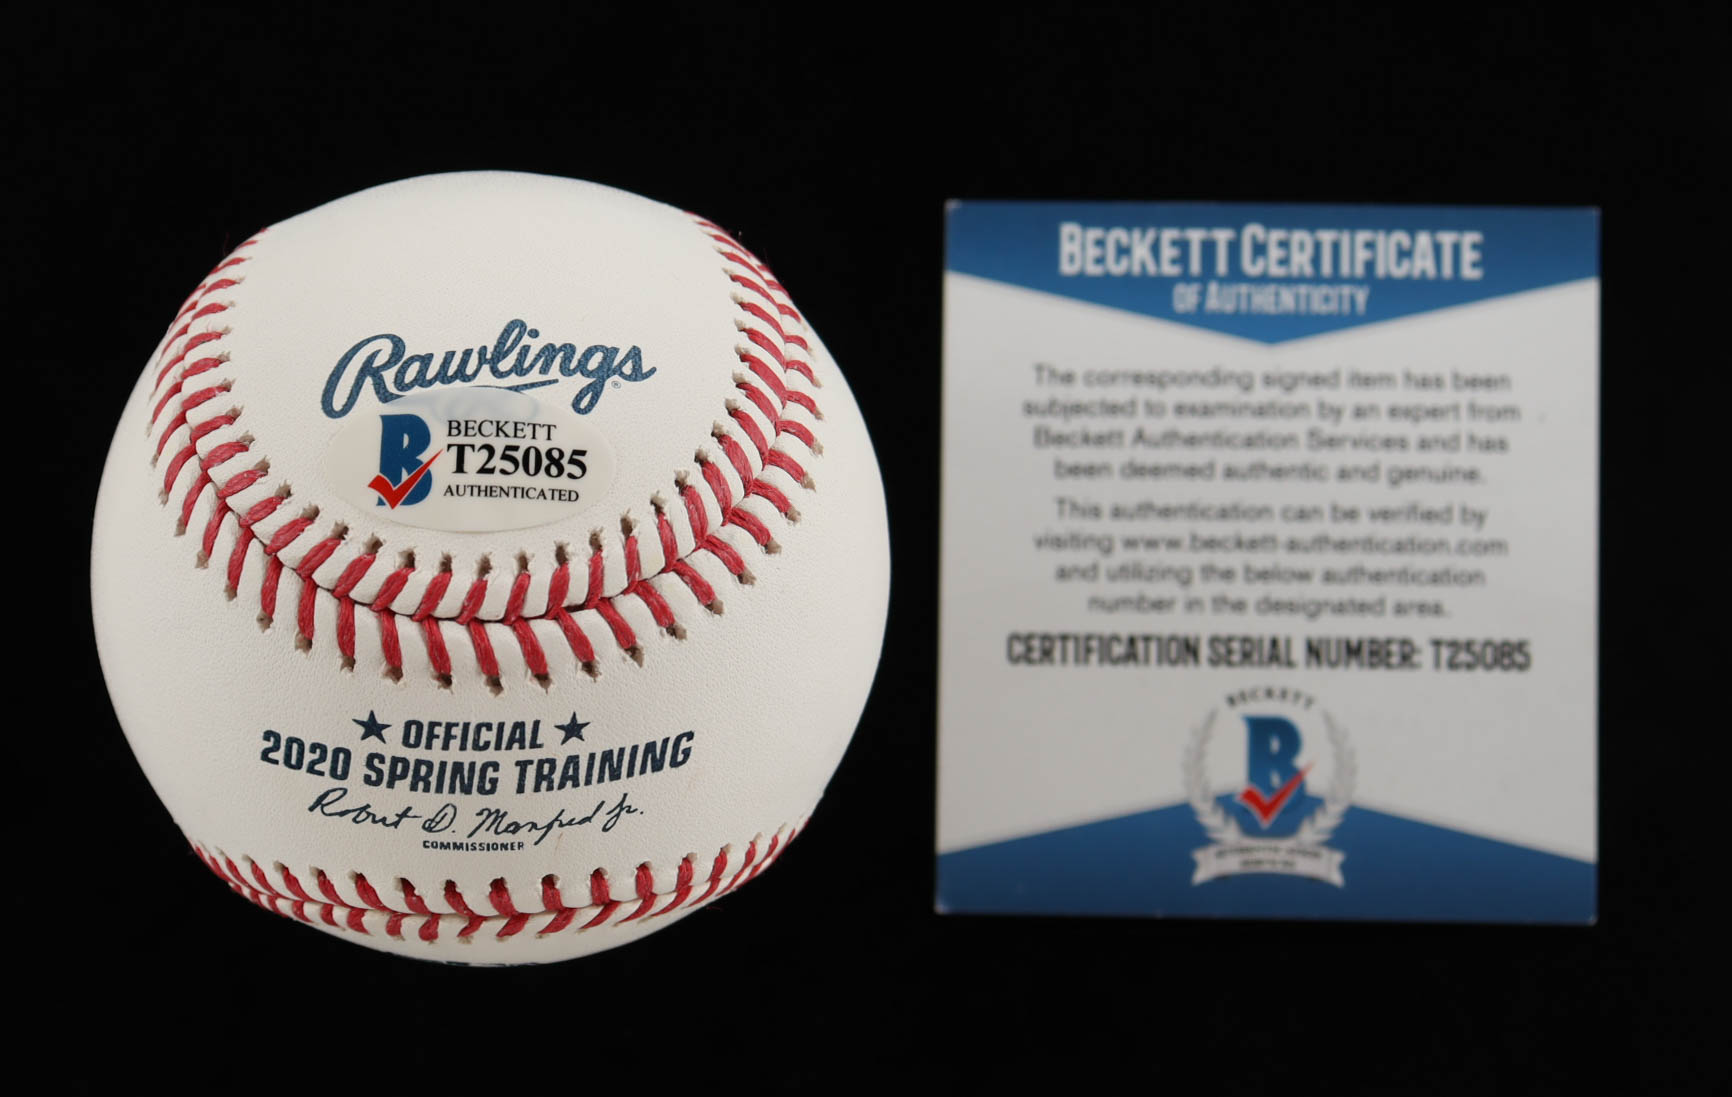 Rawlings
BECKETT
T25085
AUTHENTICATED
OFFICIAL
2020 SPRING TRAINING
Robert D. Manfred Jr.
COMMISSIONER
BECKETT CERTIFICATE
OF AUTHENTICITY
The corresponding signed item has been
subjected to examination by an expert from
Beckett Authentication Services and has
been deemed authentic and genuine.
This authentication can be verified by
visiting www.beckett-authentication.com
and utilizing the below authentication
number in the designated area.
CERTIFICATION SERIAL NUMBER: T25085
BECKETT
B